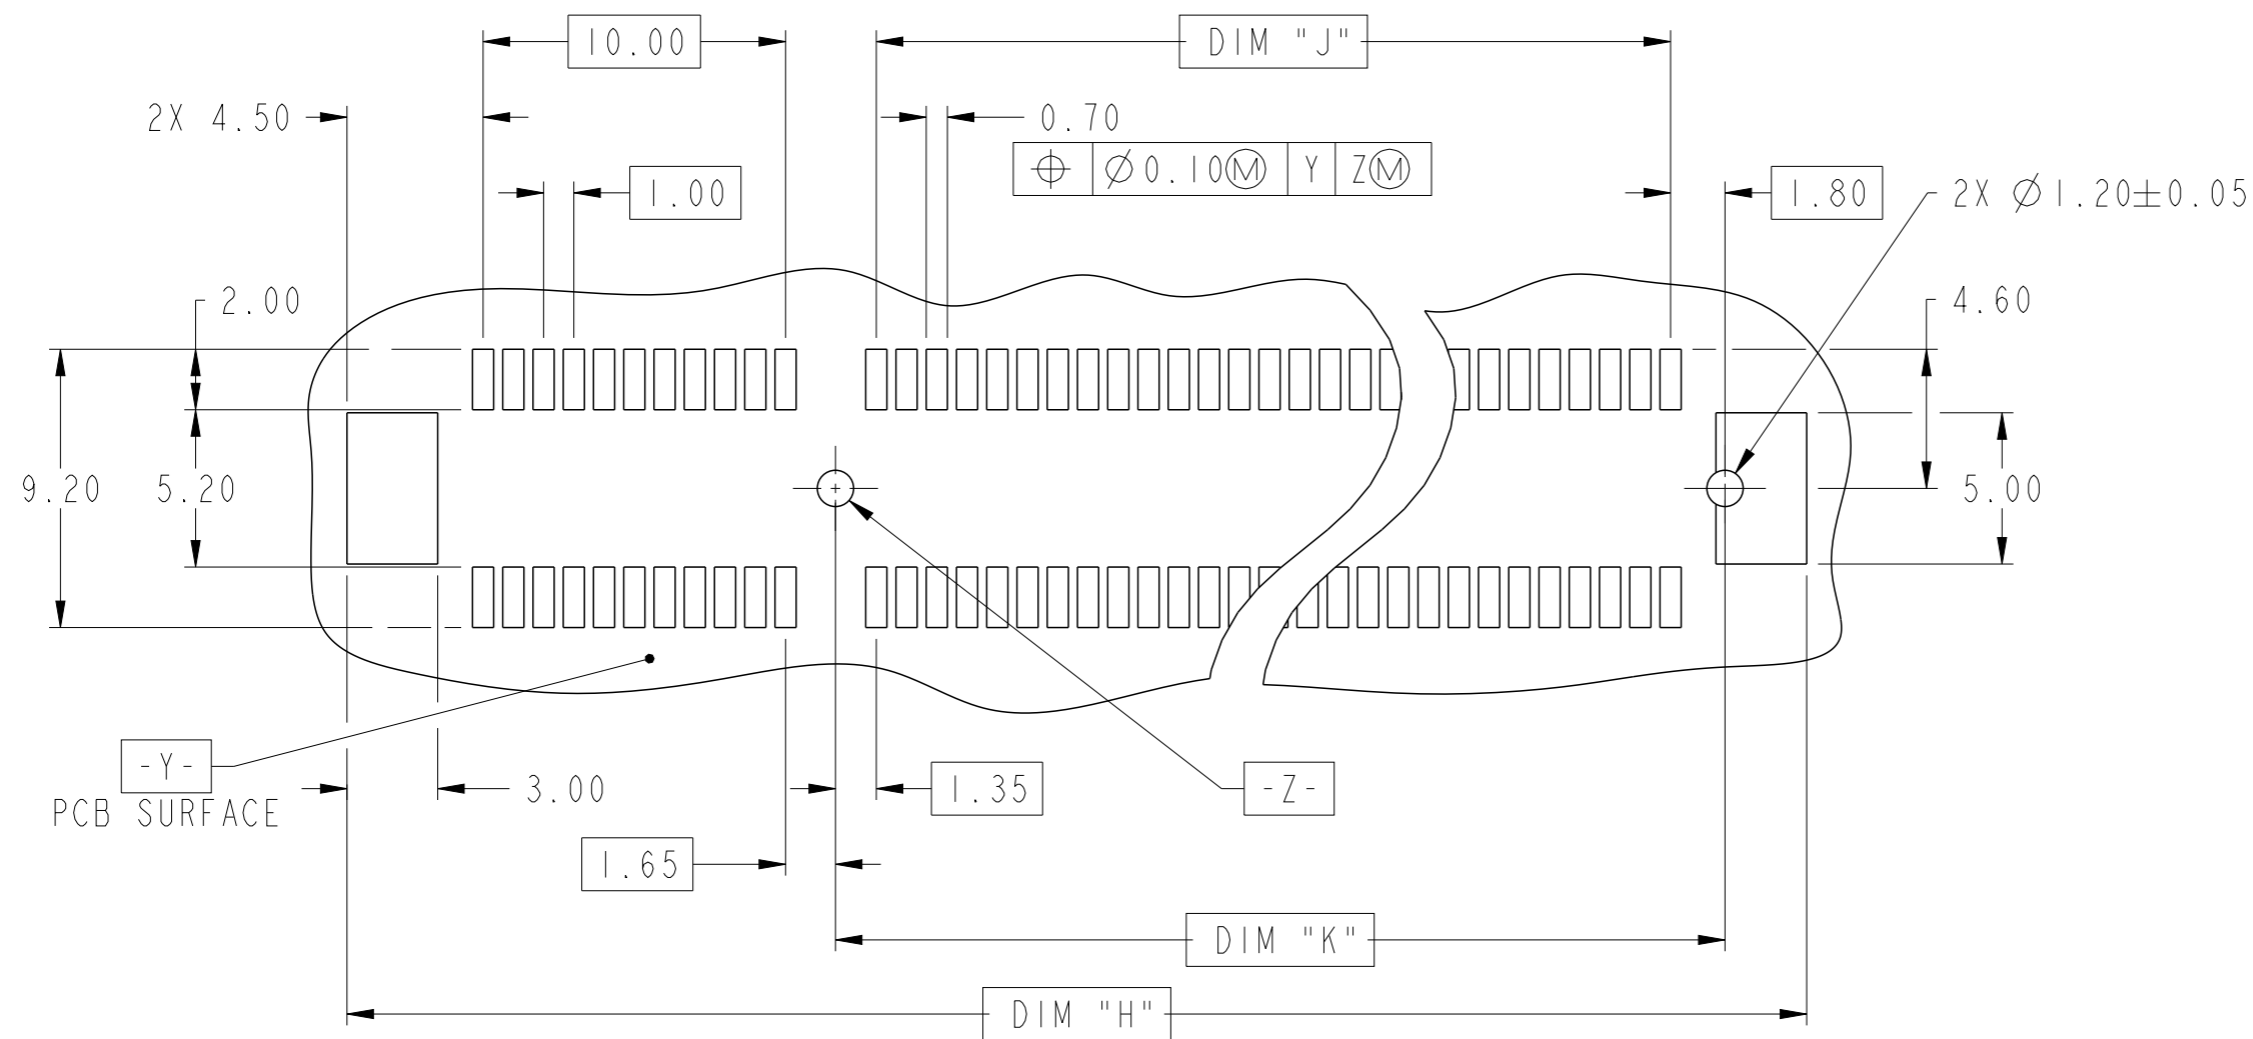 10.00
DIM "J"
2X 4.50
0.70
⌖ ⌀0.10Ⓜ Y ZⓂ
1.00
1.80
2X ⌀1.20±0.05
2.00
4.60
9.20
5.20
5.00
-Y-
PCB SURFACE
3.00
1.35
-Z-
1.65
DIM "K"
DIM "H"